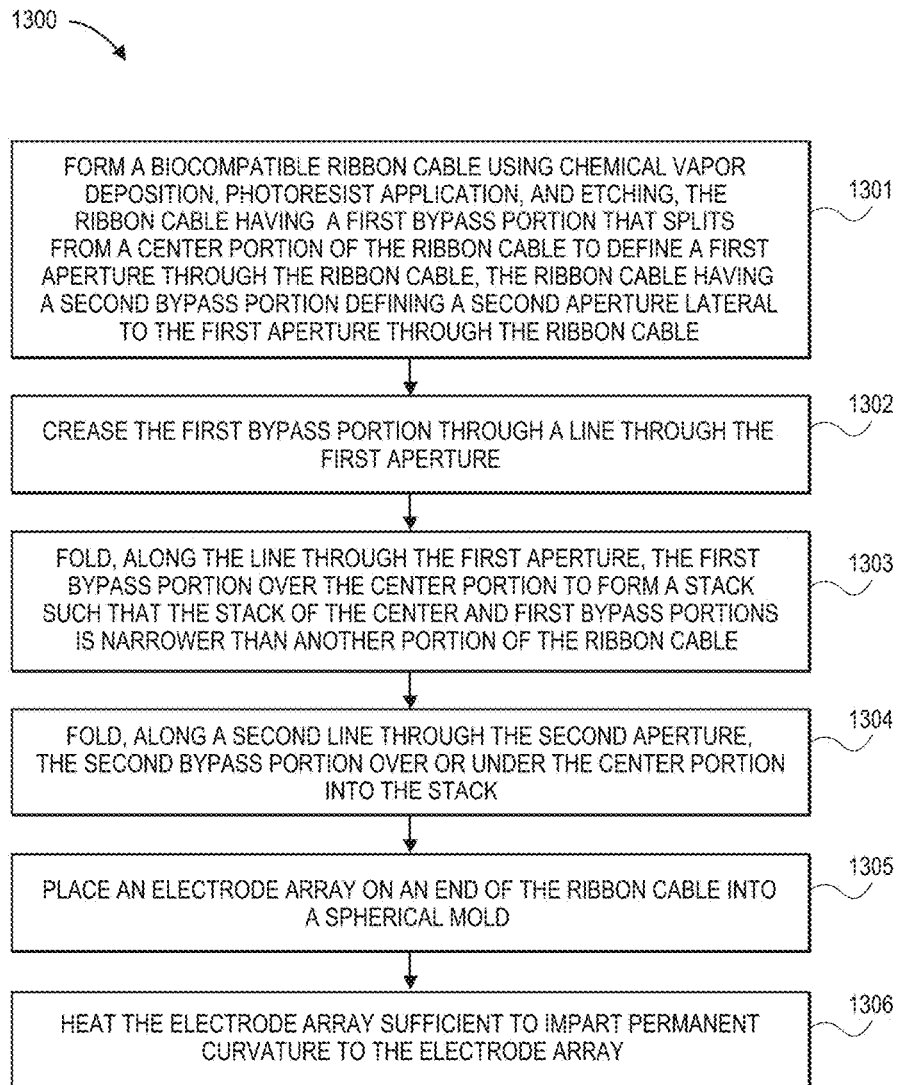 1300
FORM A BIOCOMPATIBLE RIBBON CABLE USING CHEMICAL VAPOR
DEPOSITION, PHOTORESIST APPLICATION, AND ETCHING, THE
RIBBON CABLE HAVING A FIRST BYPASS PORTION THAT SPLITS
FROM A CENTER PORTION OF THE RIBBON CABLE TO DEFINE A FIRST
APERTURE THROUGH THE RIBBON CABLE, THE RIBBON CABLE HAVING
A SECOND BYPASS PORTION DEFINING A SECOND APERTURE LATERAL
TO THE FIRST APERTURE THROUGH THE RIBBON CABLE
1301
CREASE THE FIRST BYPASS PORTION THROUGH A LINE THROUGH THE
FIRST APERTURE
1302
FOLD, ALONG THE LINE THROUGH THE FIRST APERTURE, THE FIRST
BYPASS PORTION OVER THE CENTER PORTION TO FORM A STACK
SUCH THAT THE STACK OF THE CENTER AND FIRST BYPASS PORTIONS
IS NARROWER THAN ANOTHER PORTION OF THE RIBBON CABLE
1303
FOLD, ALONG A SECOND LINE THROUGH THE SECOND APERTURE,
THE SECOND BYPASS PORTION OVER OR UNDER THE CENTER PORTION
INTO THE STACK
1304
PLACE AN ELECTRODE ARRAY ON AN END OF THE RIBBON CABLE INTO
A SPHERICAL MOLD
1305
HEAT THE ELECTRODE ARRAY SUFFICIENT TO IMPART PERMANENT
CURVATURE TO THE ELECTRODE ARRAY
1306